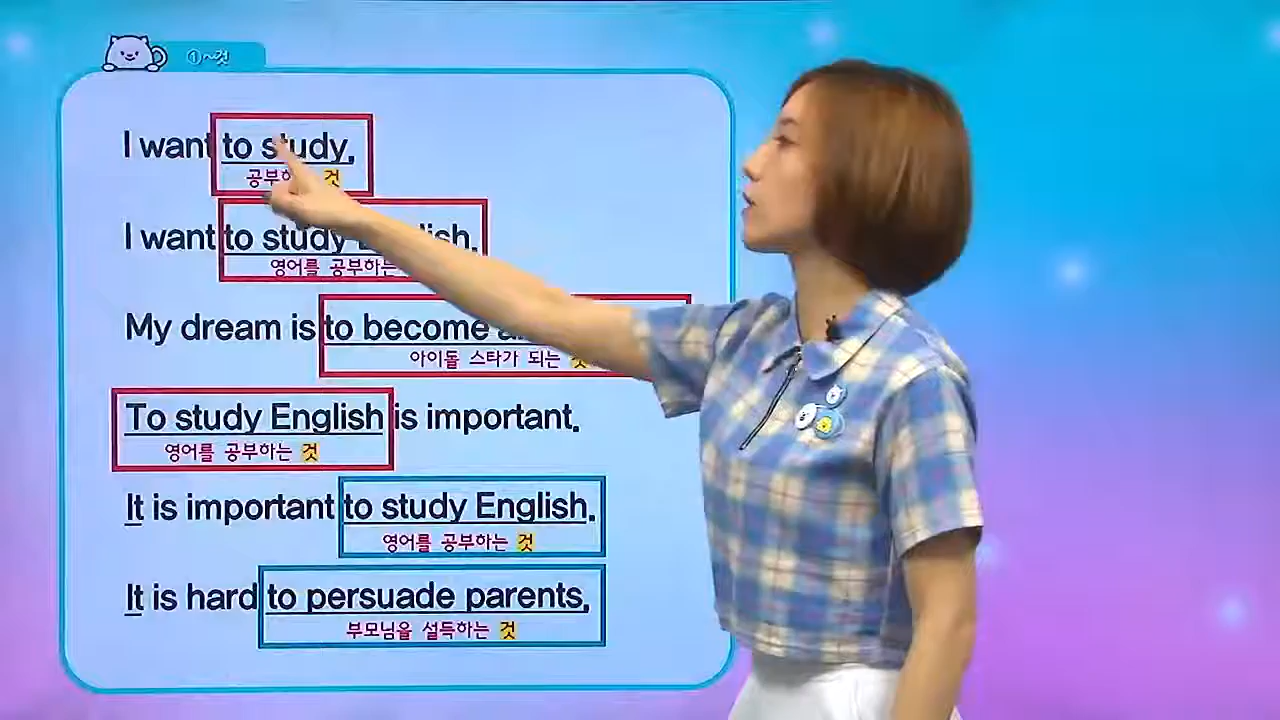 ①~것
I want to study.
공부하 것
I want to study English.
영어를 공부하는
My dream is to become
아이돌 스타가 되는 것
To study English is important.
영어를 공부하는 것
It is important to study English.
영어를 공부하는 것
It is hard to persuade parents.
부모님을 설득하는 것